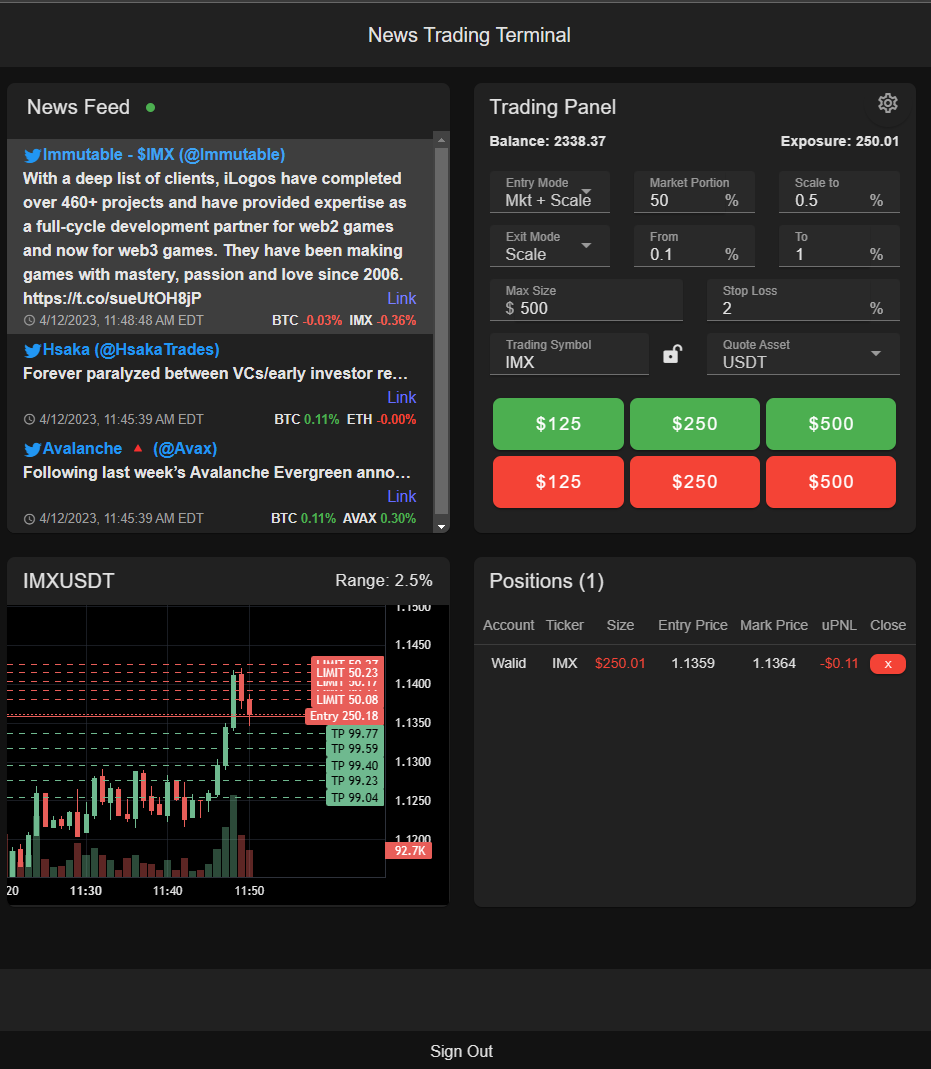 News Trading Terminal
News Feed
Immutable - $IMX (@Immutable)
With a deep list of clients, iLogos have completed
over 460+ projects and have provided expertise as
a full-cycle development partner for web2 games
and now for web3 games. They have been making
games with mastery, passion and love since 2006.
https://t.co/sueUtOH8jP Link
4/12/2023, 11:48:48 AM EDT BTC -0.03% IMX -0.36%
Hsaka (@HsakaTrades)
Forever paralyzed between VCs/early investor re...
Link
4/12/2023, 11:45:39 AM EDT BTC 0.11% ETH -0.00%
Avalanche 🔺 (@Avax)
Following last week’s Avalanche Evergreen anno...
Link
4/12/2023, 11:45:39 AM EDT BTC 0.11% AVAX 0.30%
Trading Panel
Balance: 2338.37 Exposure: 250.01
Entry Mode Market Portion Scale to
Mkt + Scale 50 % 0.5 %
Exit Mode From To
Scale 0.1 % 1 %
Max Size Stop Loss
$ 500 2 %
Trading Symbol Quote Asset
IMX USDT
$125 $250 $500
$125 $250 $500
IMXUSDT Range: 2.5%
1.1500
1.1450
LIMIT 50.23
1.1400
LIMIT 50.08
Entry 250.18
1.1350
TP 99.77
TP 99.59
1.1300
TP 99.40
TP 99.23
TP 99.04
1.1250
1.1200
92.7K
20 11:30 11:40 11:50
Positions (1)
Account Ticker Size Entry Price Mark Price uPNL Close
Walid IMX $250.01 1.1359 1.1364 -$0.11 x
Sign Out